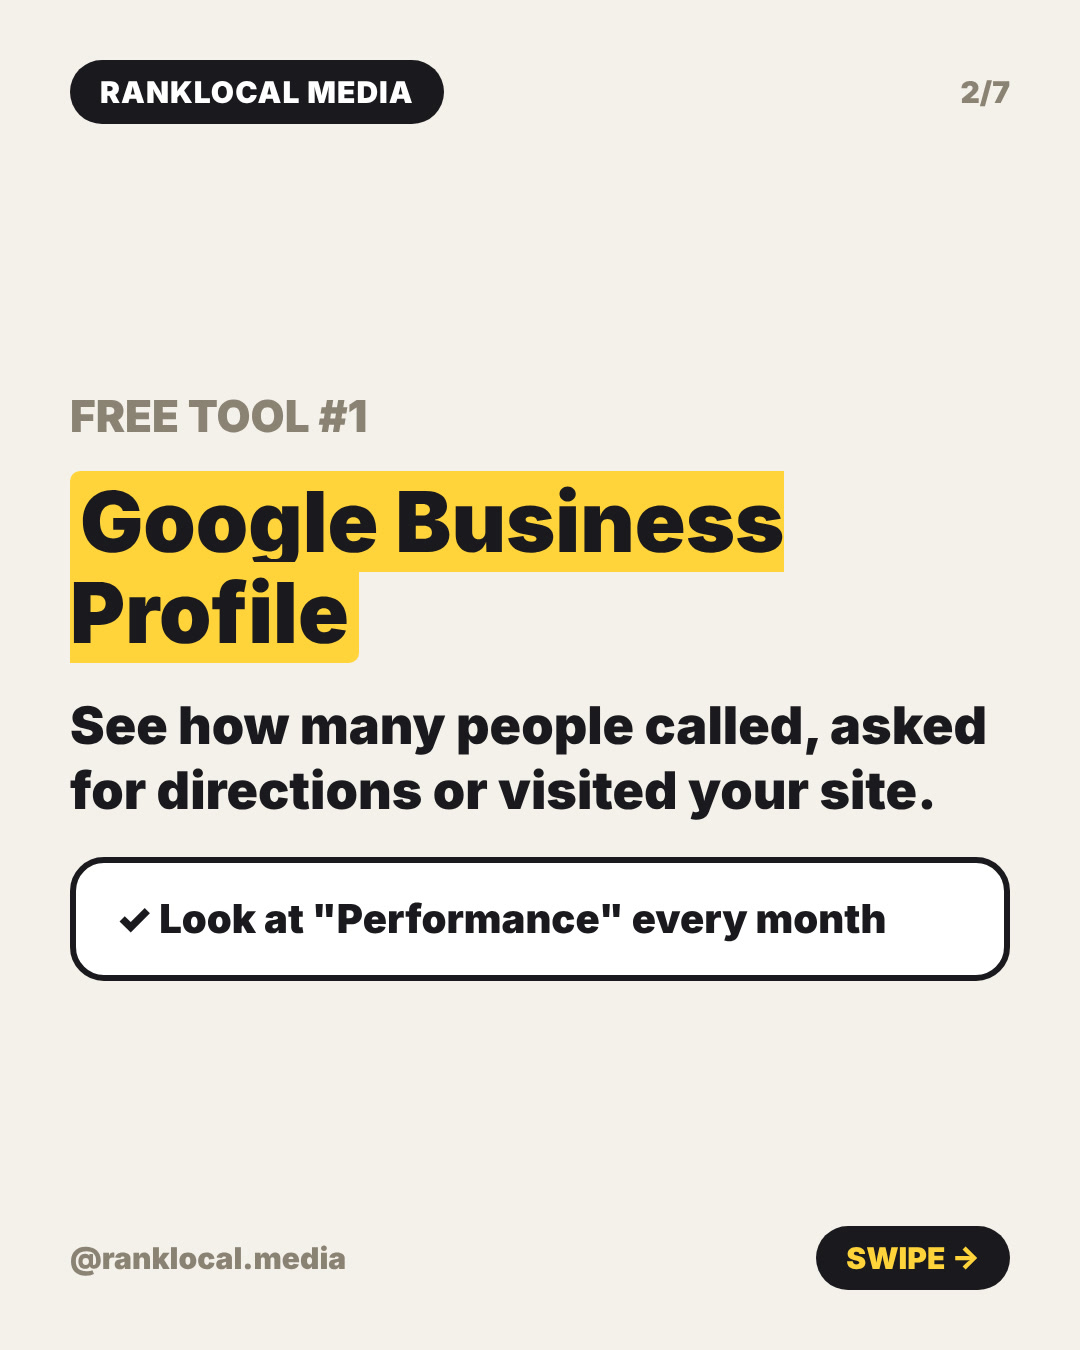 RANKLOCAL MEDIA
2/7
FREE TOOL #1
Google Business
Profile
See how many people called, asked
for directions or visited your site.
✓ Look at "Performance" every month
@ranklocal.media
SWIPE →